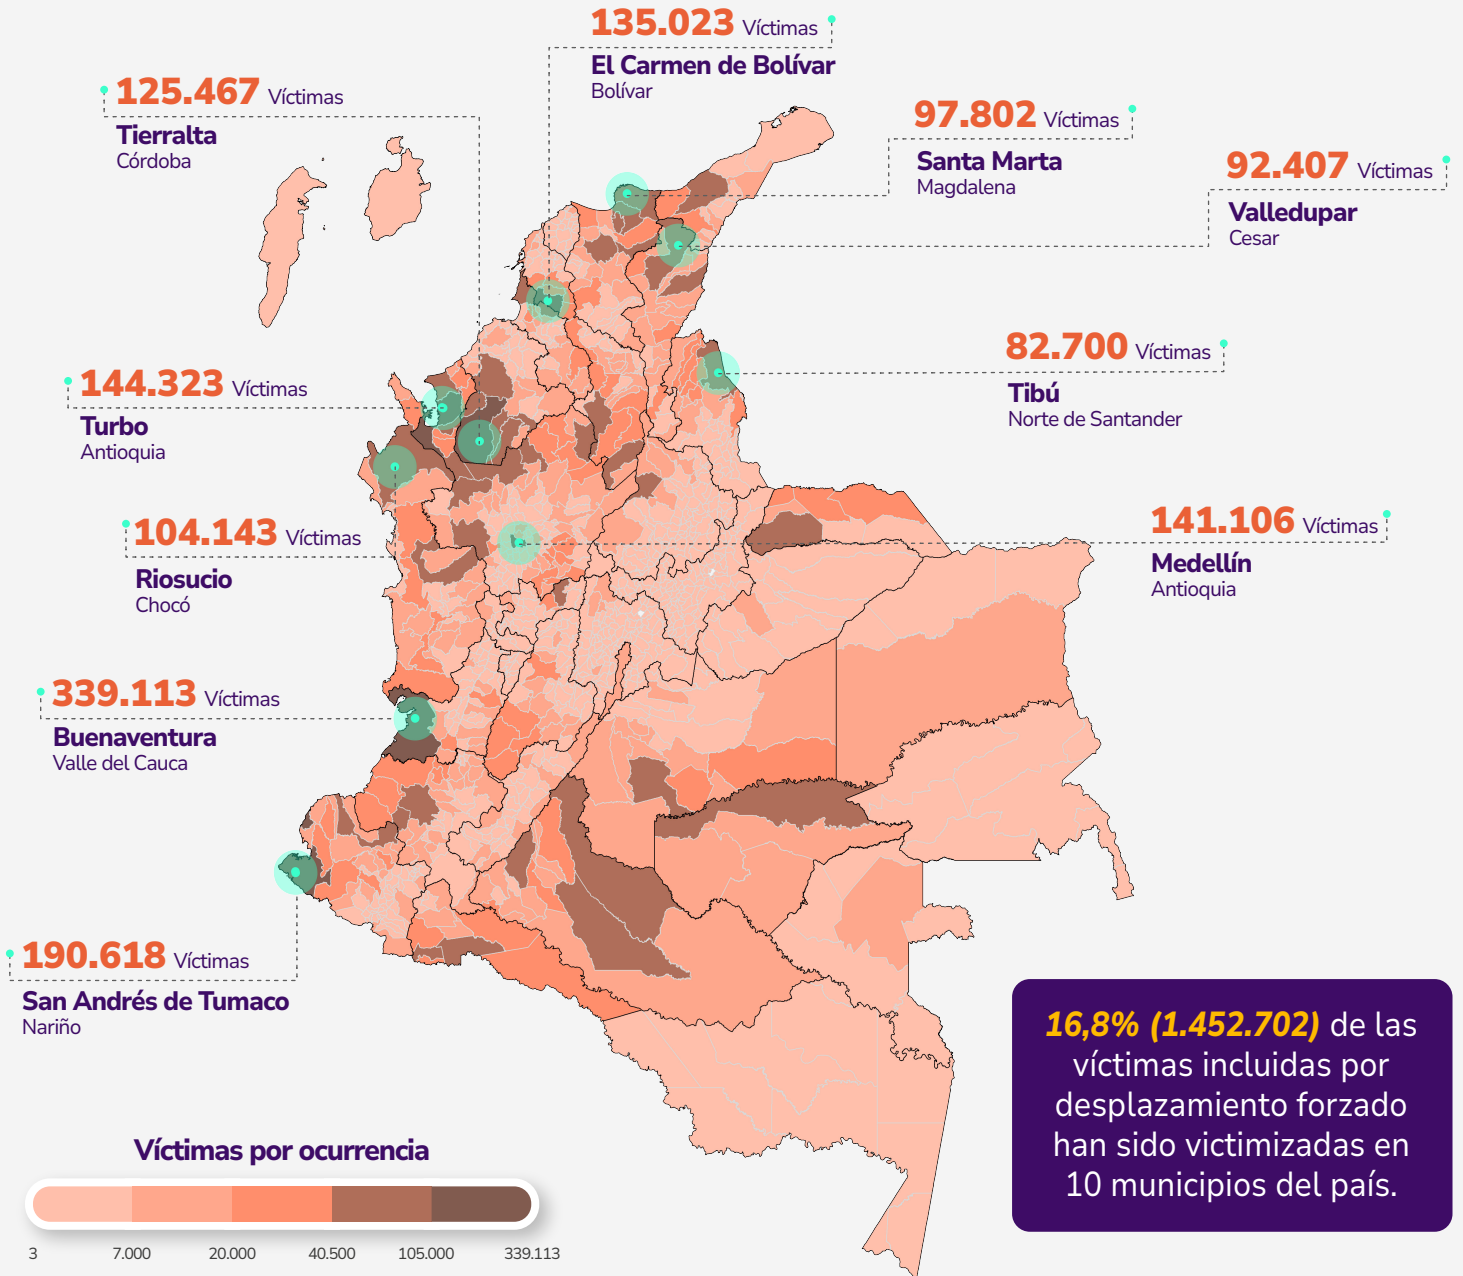 135.023 Víctimas
El Carmen de Bolívar
Bolívar
125.467 Víctimas
Tierralta
Córdoba
97.802 Víctimas
Santa Marta
Magdalena
92.407 Víctimas
Valledupar
Cesar
82.700 Víctimas
Tibú
Norte de Santander
144.323 Víctimas
Turbo
Antioquia
104.143 Víctimas
Riosucio
Chocó
141.106 Víctimas
Medellín
Antioquia
339.113 Víctimas
Buenaventura
Valle del Cauca
190.618 Víctimas
San Andrés de Tumaco
Nariño
16,8% (1.452.702) de las
víctimas incluidas por
desplazamiento forzado
han sido victimizadas en
10 municipios del país.
Víctimas por ocurrencia
3 7.000 20.000 40.500 105.000 339.113